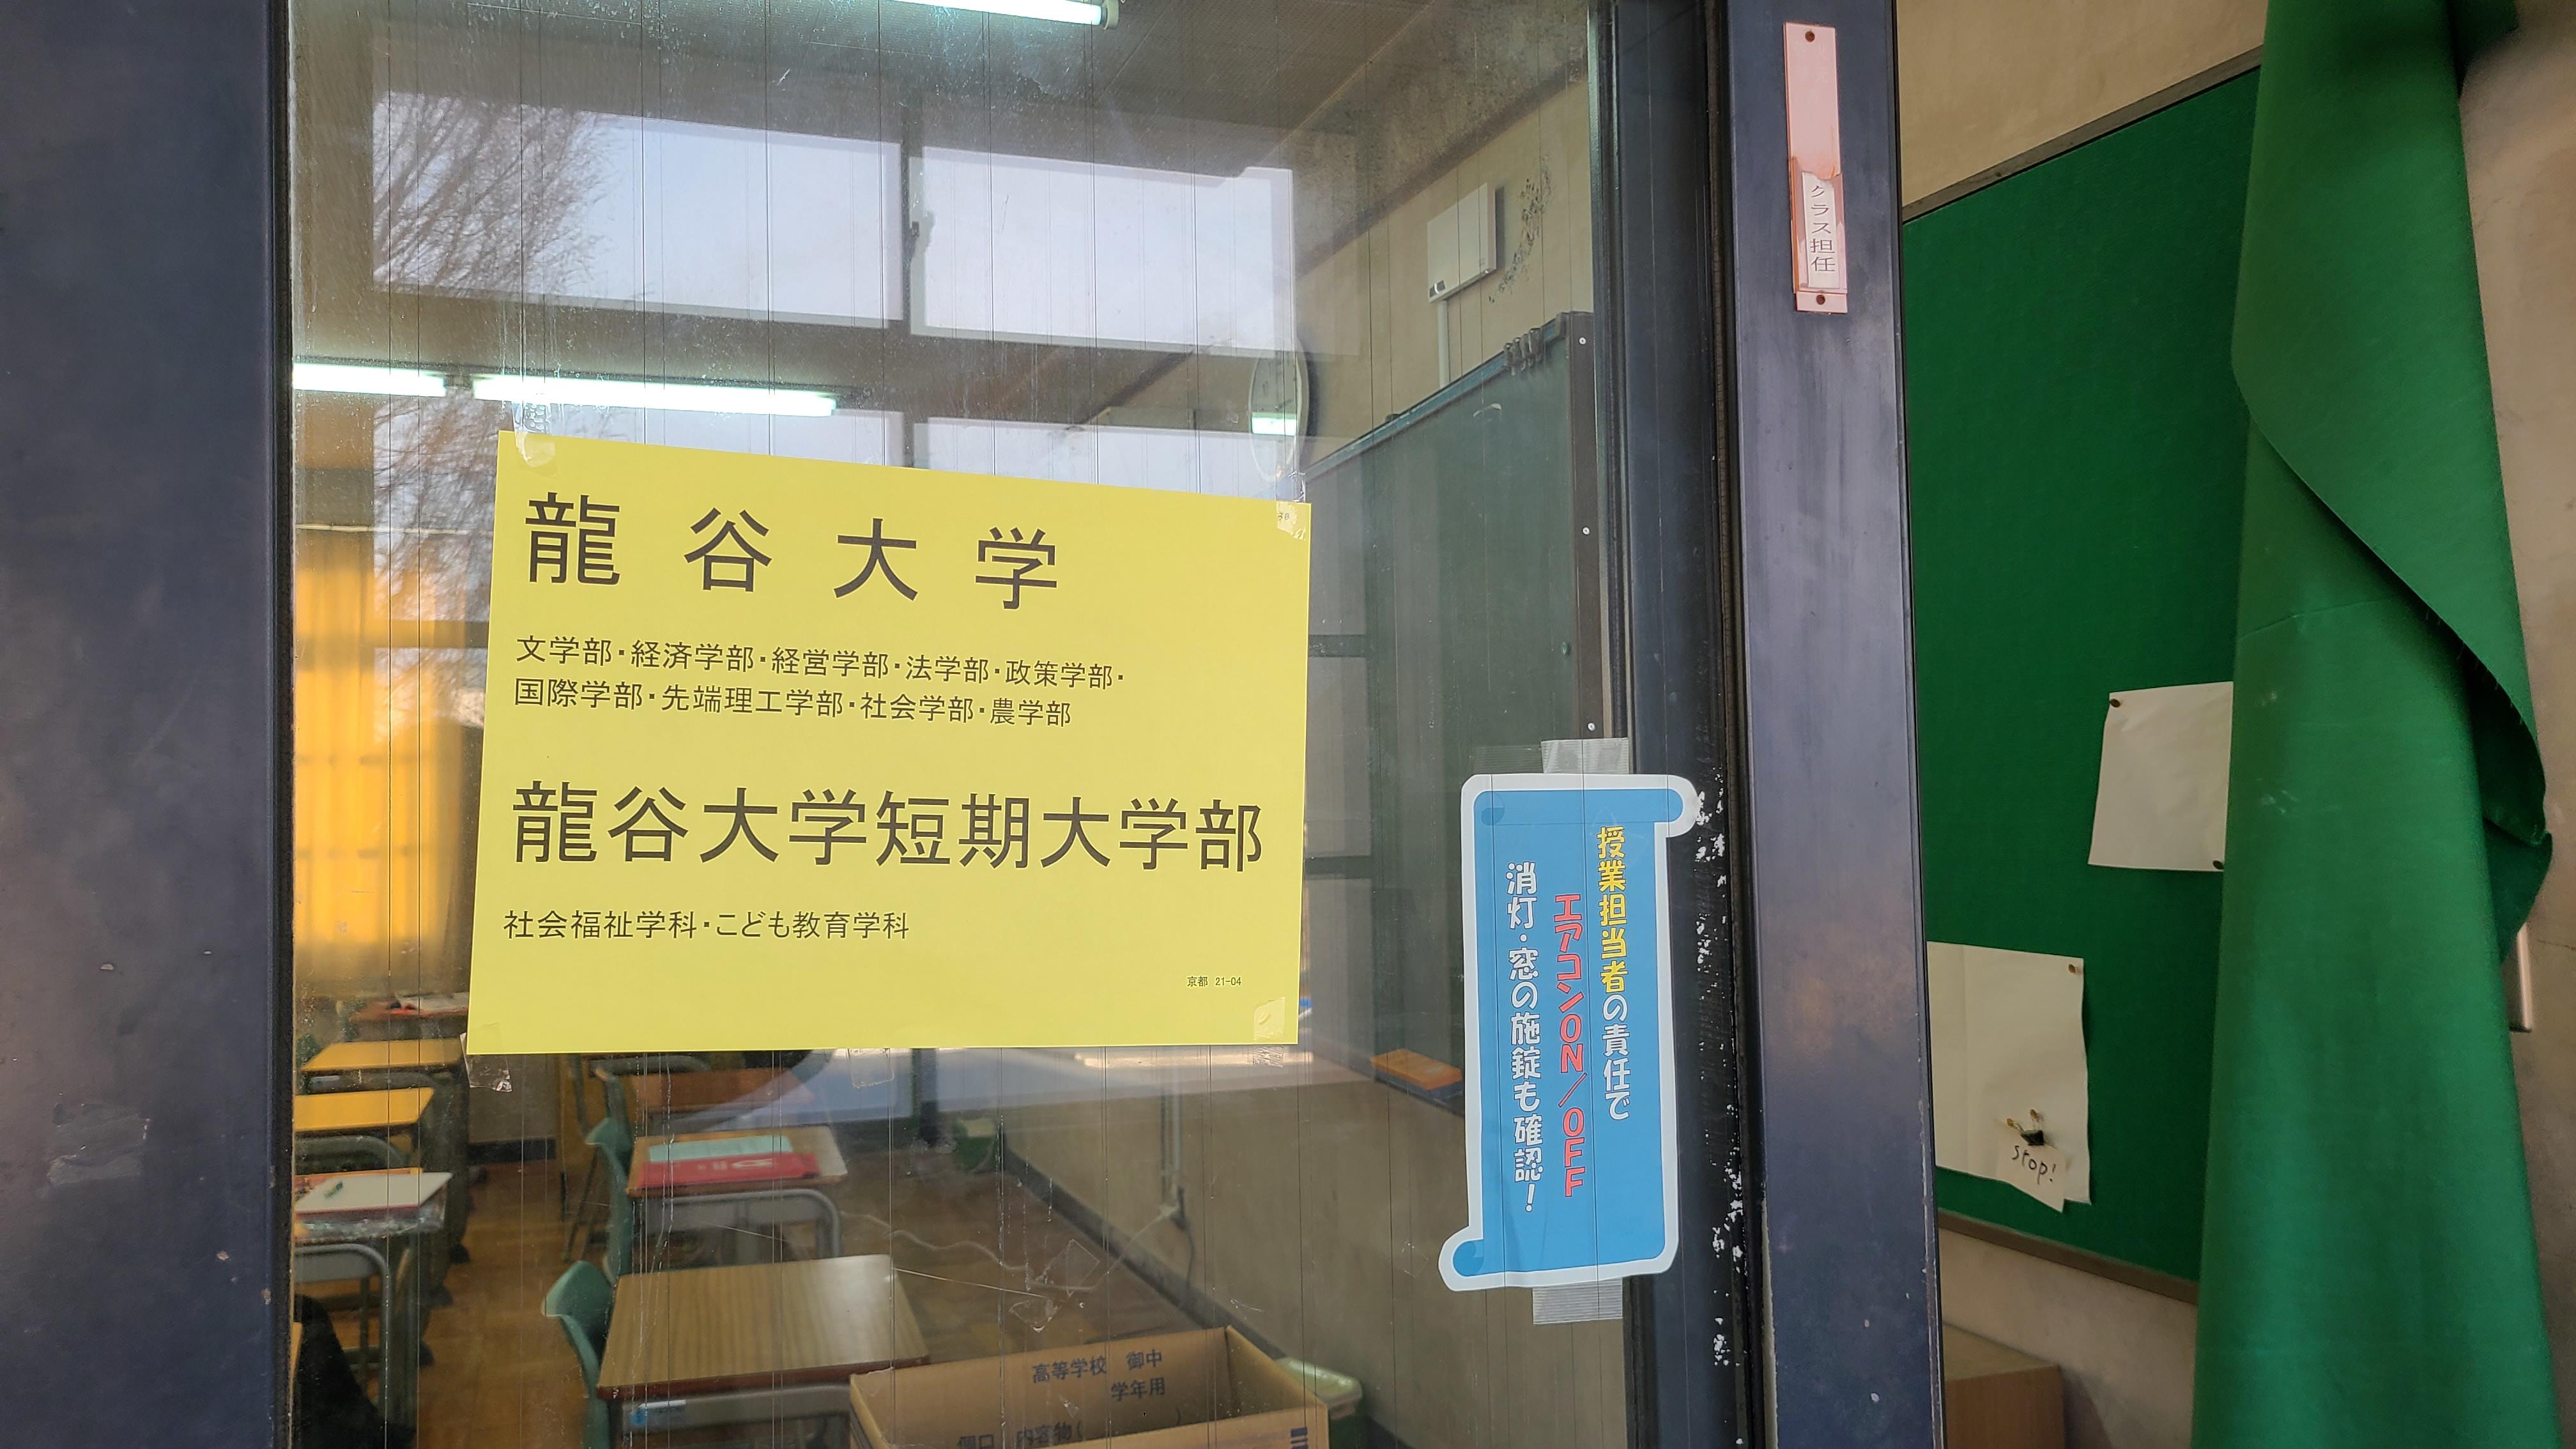 龍谷大学
文学部・経済学部・経営学部・法学部・政策学部・
国際学部・先端理工学部・社会学部・農学部
龍谷大学短期大学部
社会福祉学科・こども教育学科
京都 21-04
授業担当者の責任で
エアコンON/OFF
消灯・窓の施錠も確認!
クラス担任
stop!
高等学校 御中
学年用
個口 内容物(